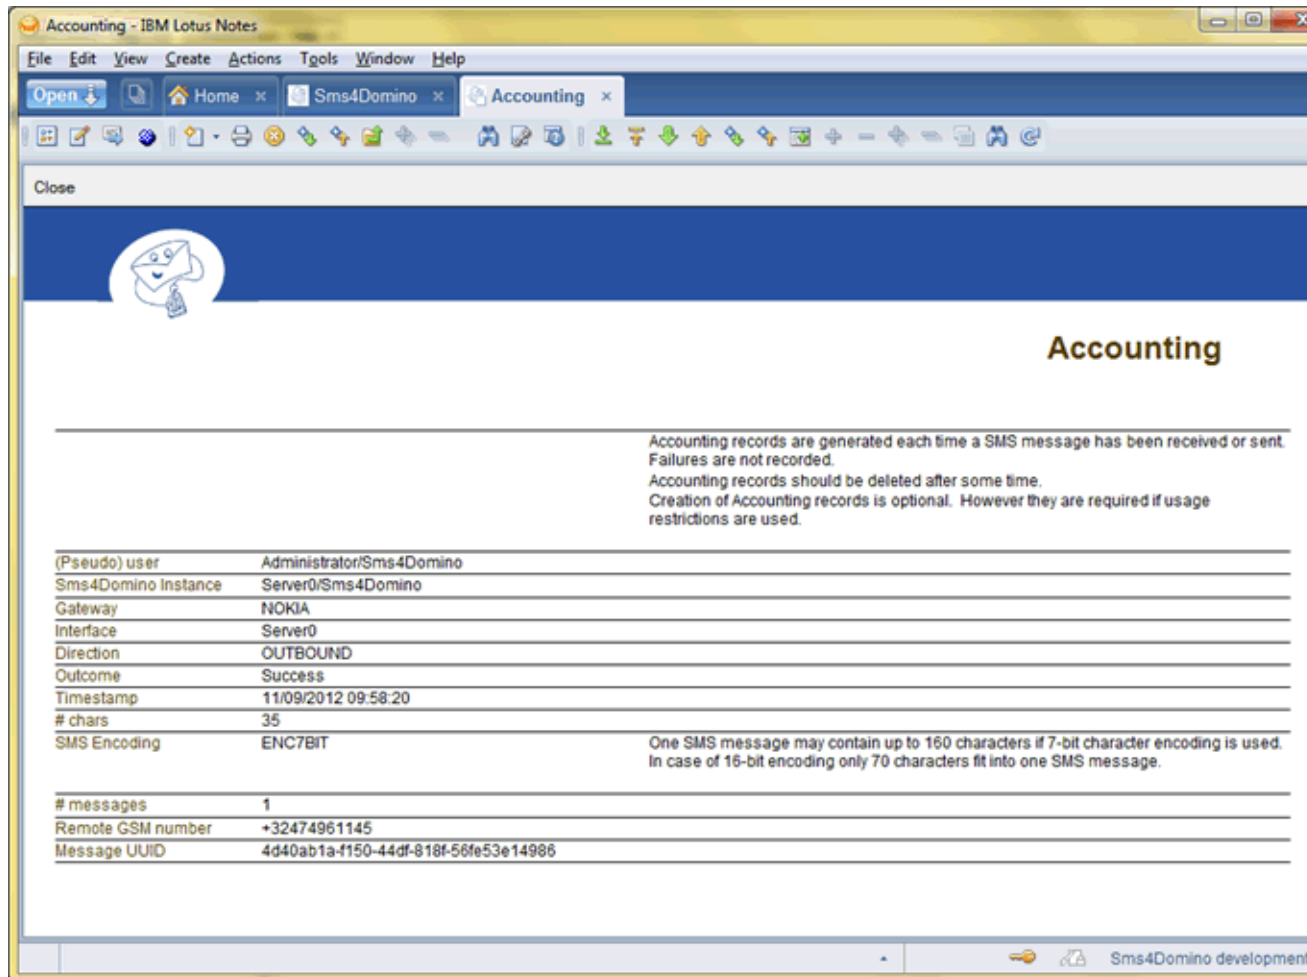 Accounting - IBM Lotus Notes
File Edit View Create Actions Tools Window Help
Open Home Sms4Domino Accounting
Close
Accounting
Accounting records are generated each time a SMS message has been received or sent.
Failures are not recorded.
Accounting records should be deleted after some time.
Creation of Accounting records is optional. However they are required if usage
restrictions are used.
(Pseudo) user Administrator/Sms4Domino
Sms4Domino Instance Server0/Sms4Domino
Gateway NOKIA
Interface Server0
Direction OUTBOUND
Outcome Success
Timestamp 11/09/2012 09:58:20
# chars 35
SMS Encoding ENC7BIT One SMS message may contain up to 160 characters if 7-bit character encoding is used.
In case of 16-bit encoding only 70 characters fit into one SMS message.
# messages 1
Remote GSM number +32474961145
Message UUID 4d40ab1a-f150-44df-818f-56fe53e14986
Sms4Domino development